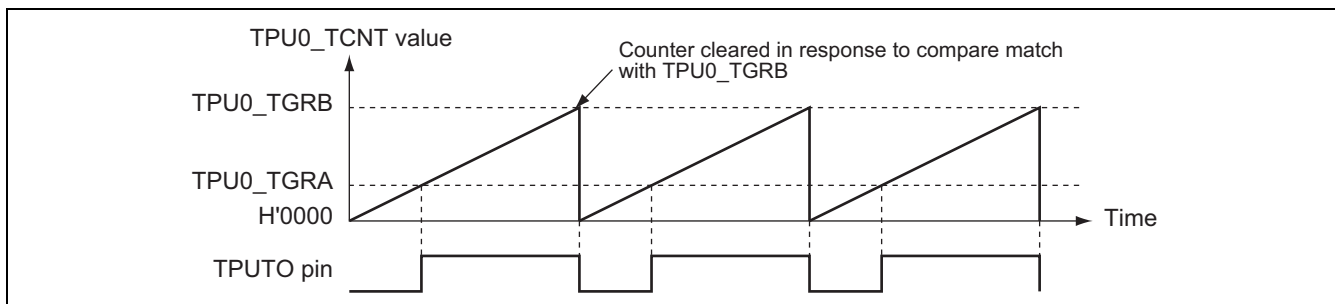 TPU0_TCNT value
Counter cleared in response to compare match
with TPU0_TGRB
TPU0_TGRB
TPU0_TGRA
H'0000
Time
TPUTO pin